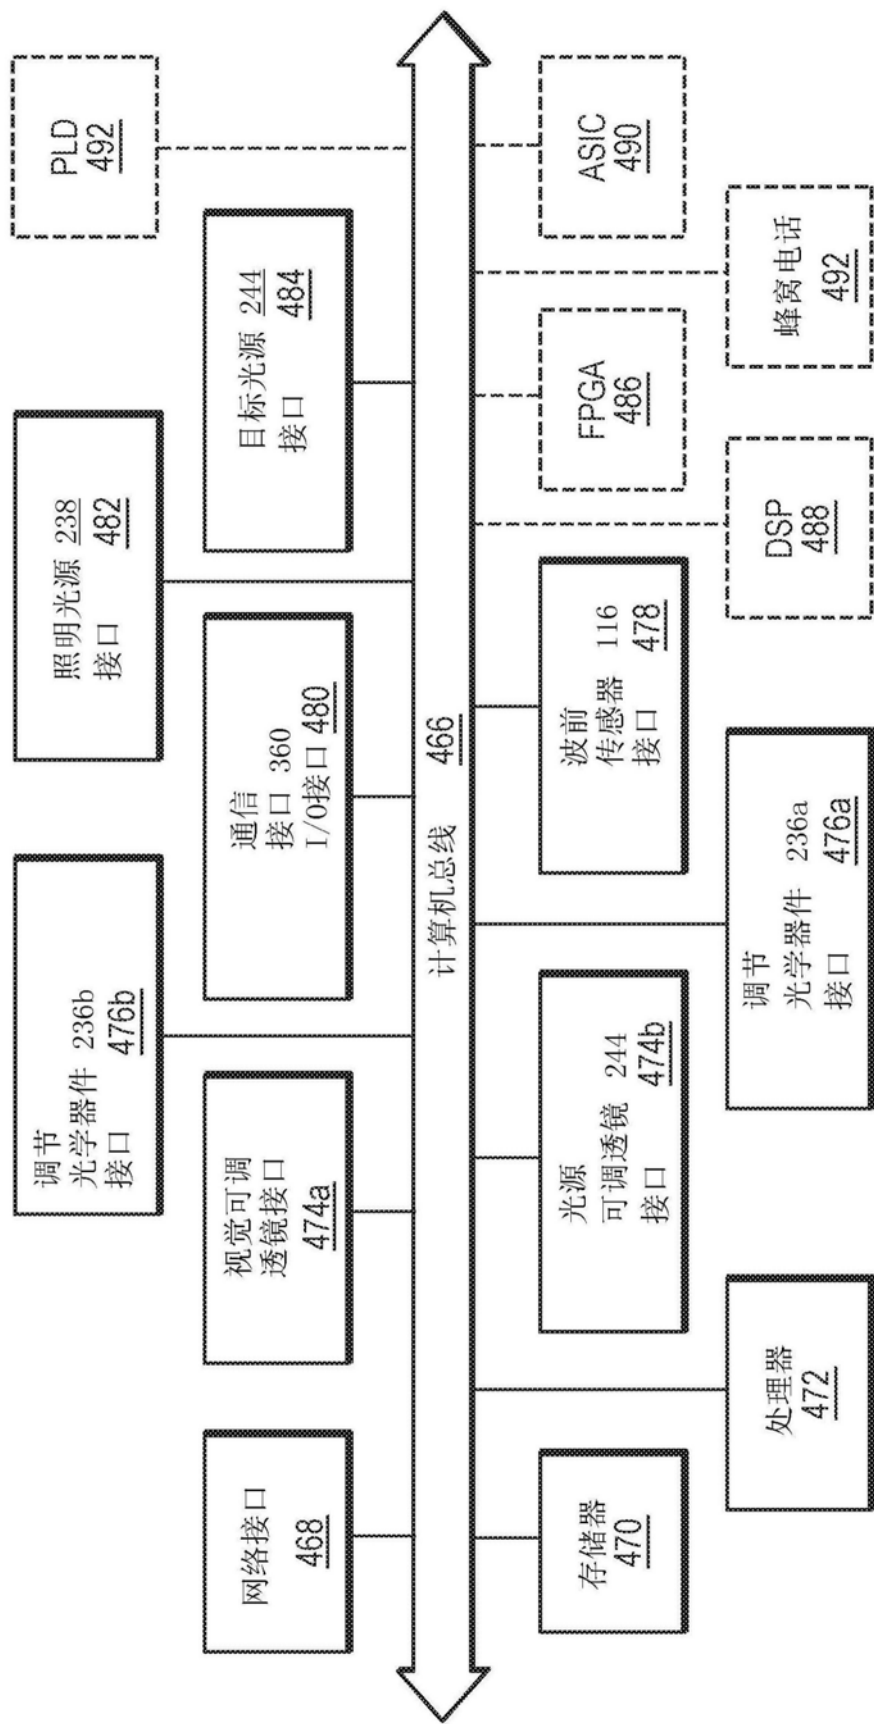 调节
光学器件 236b
接口 476b
照明光源 238
接口 482
PLD
492
网络接口
468
视觉可调
透镜接口
474a
通信
接口 360
I/O接口 480
目标光源 244
接口 484
计算机总线 466
存储器
470
光源
可调透镜 244
接口 474b
波前
传感器 116
接口 478
FPGA
486
ASIC
490
处理器
472
调节
光学器件 236a
接口 476a
DSP
488
蜂窝电话
492